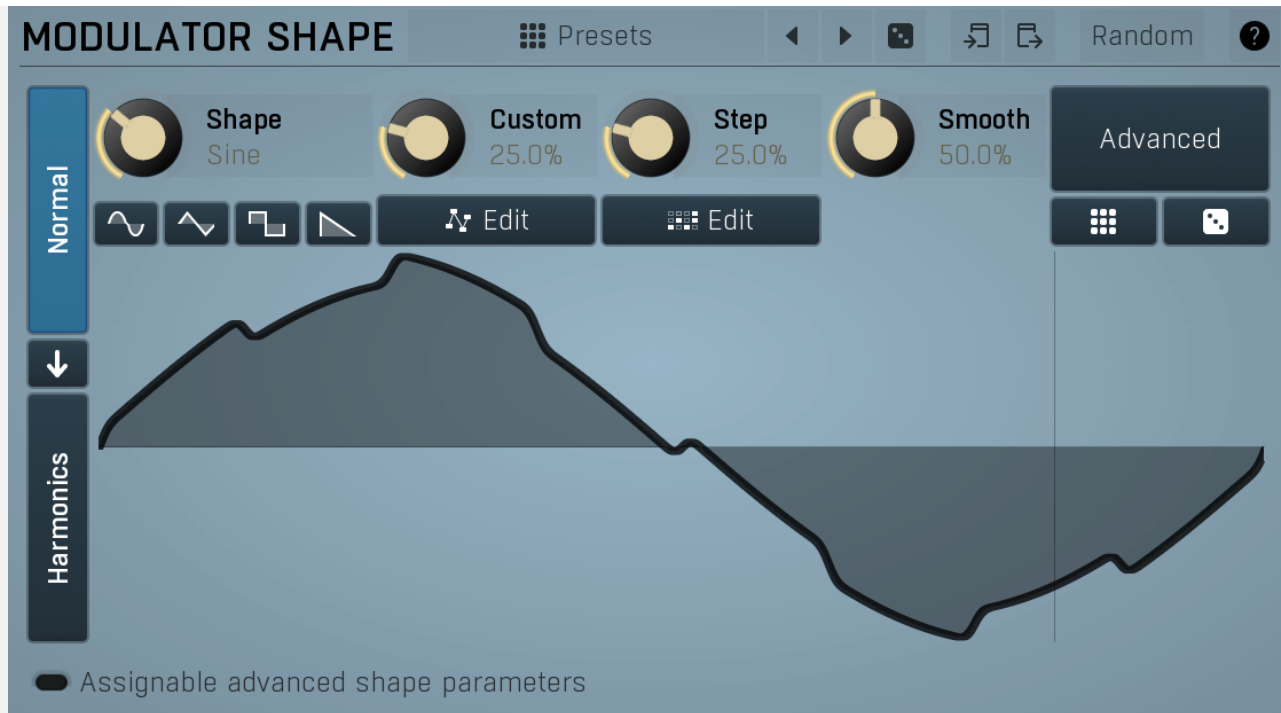 MODULATOR SHAPE Presets Random ?
Shape Custom Step Smooth
Sine 25.0% 25.0% 50.0%
Advanced
Normal
Edit Edit
Harmonics
Assignable advanced shape parameters